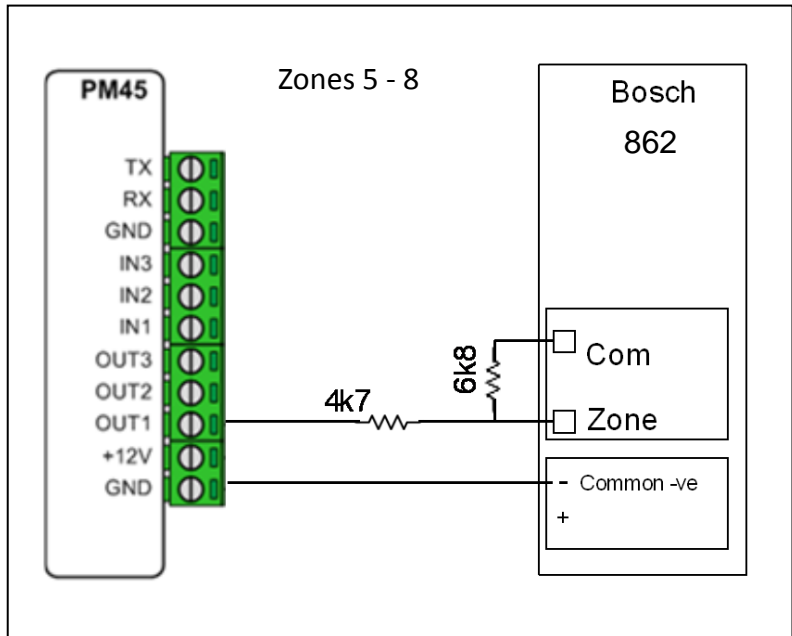 PM45
Zones 5 - 8
Bosch
862
TX
RX
GND
IN3
IN2
IN1
OUT3
OUT2
OUT1
+12V
GND
4k7
6k8
Com
Zone
- Common -ve
+